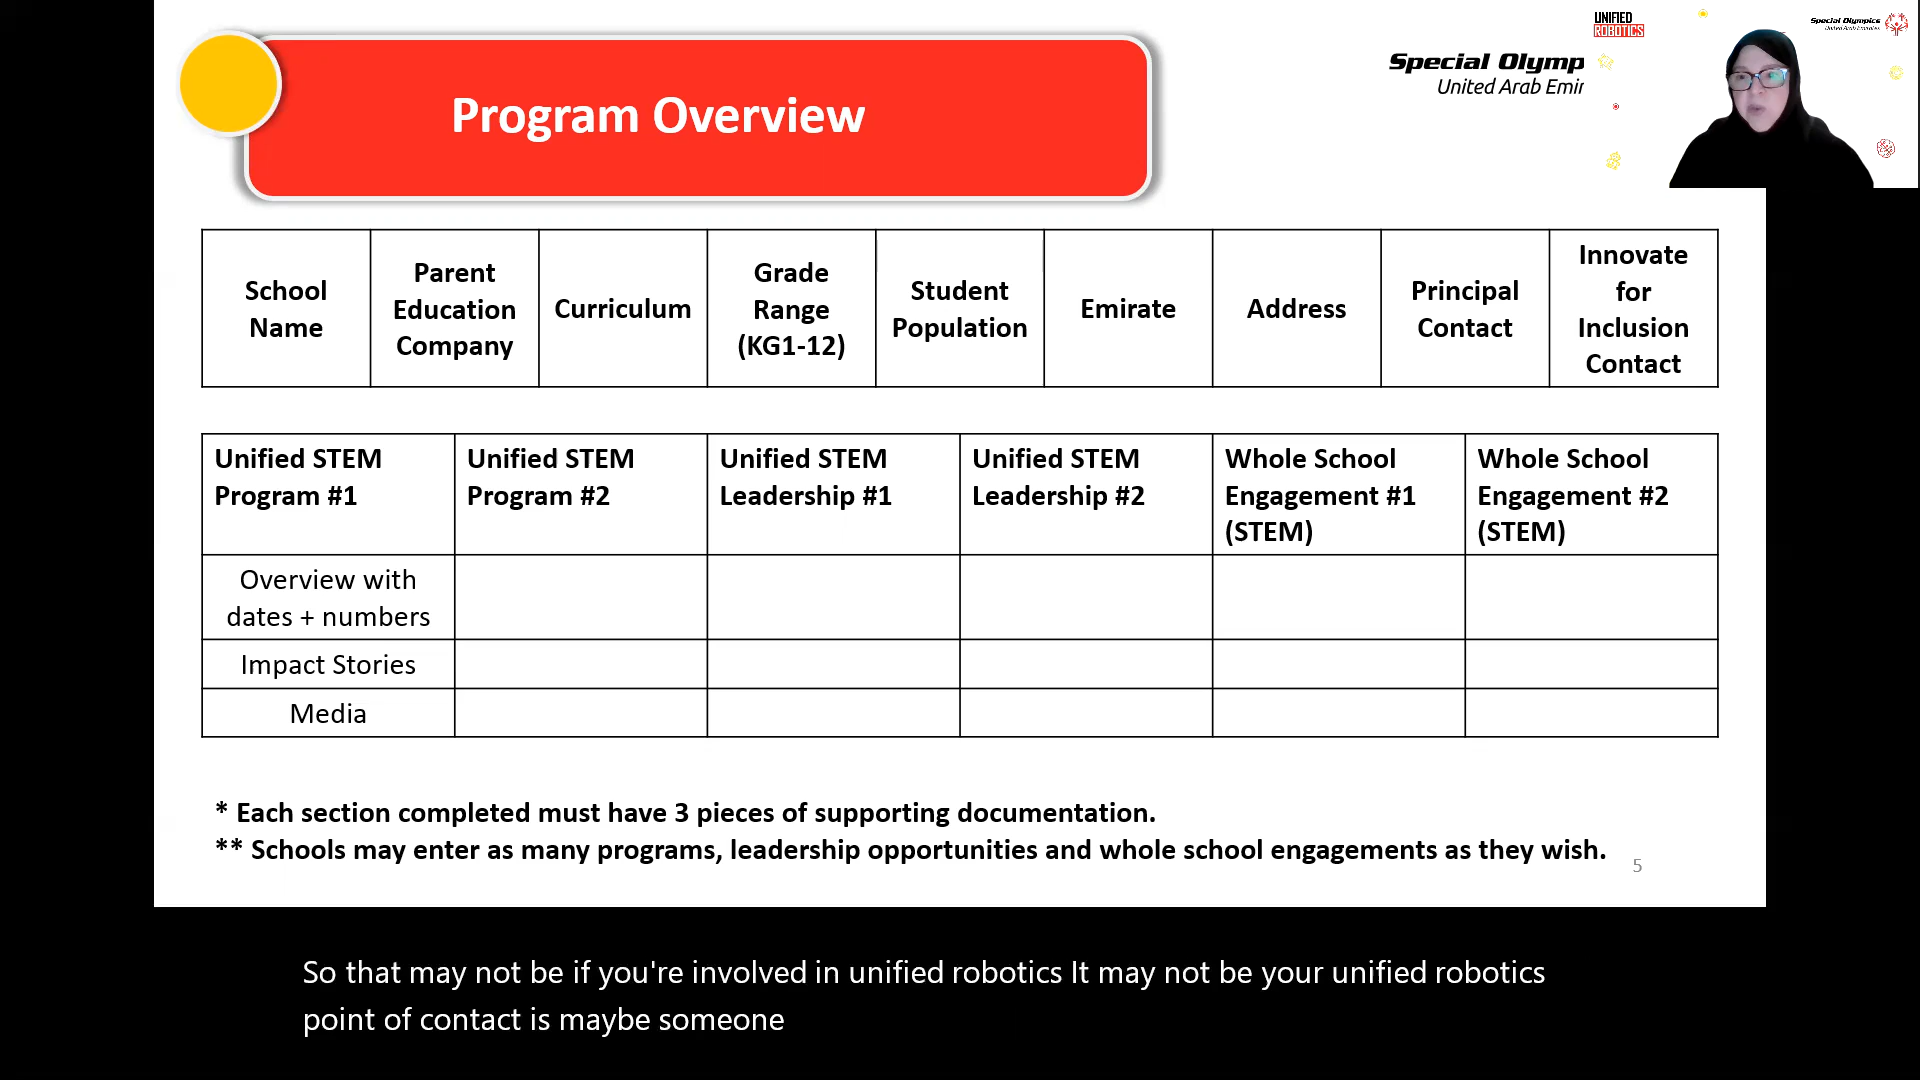 UNIFIED
ROBOTICS
Special Olympics
United Arab Emirates
Special Olymp
United Arab Emir
Program Overview
School
Name
Parent
Education
Company
Curriculum
Grade
Range
(KG1-12)
Student
Population
Emirate
Address
Principal
Contact
Innovate
for
Inclusion
Contact
Unified STEM
Program #1
Unified STEM
Program #2
Unified STEM
Leadership #1
Unified STEM
Leadership #2
Whole School
Engagement #1
(STEM)
Whole School
Engagement #2
(STEM)
Overview with
dates + numbers
Impact Stories
Media
* Each section completed must have 3 pieces of supporting documentation.
** Schools may enter as many programs, leadership opportunities and whole school engagements as they wish.
5
So that may not be if you're involved in unified robotics It may not be your unified robotics
point of contact is maybe someone